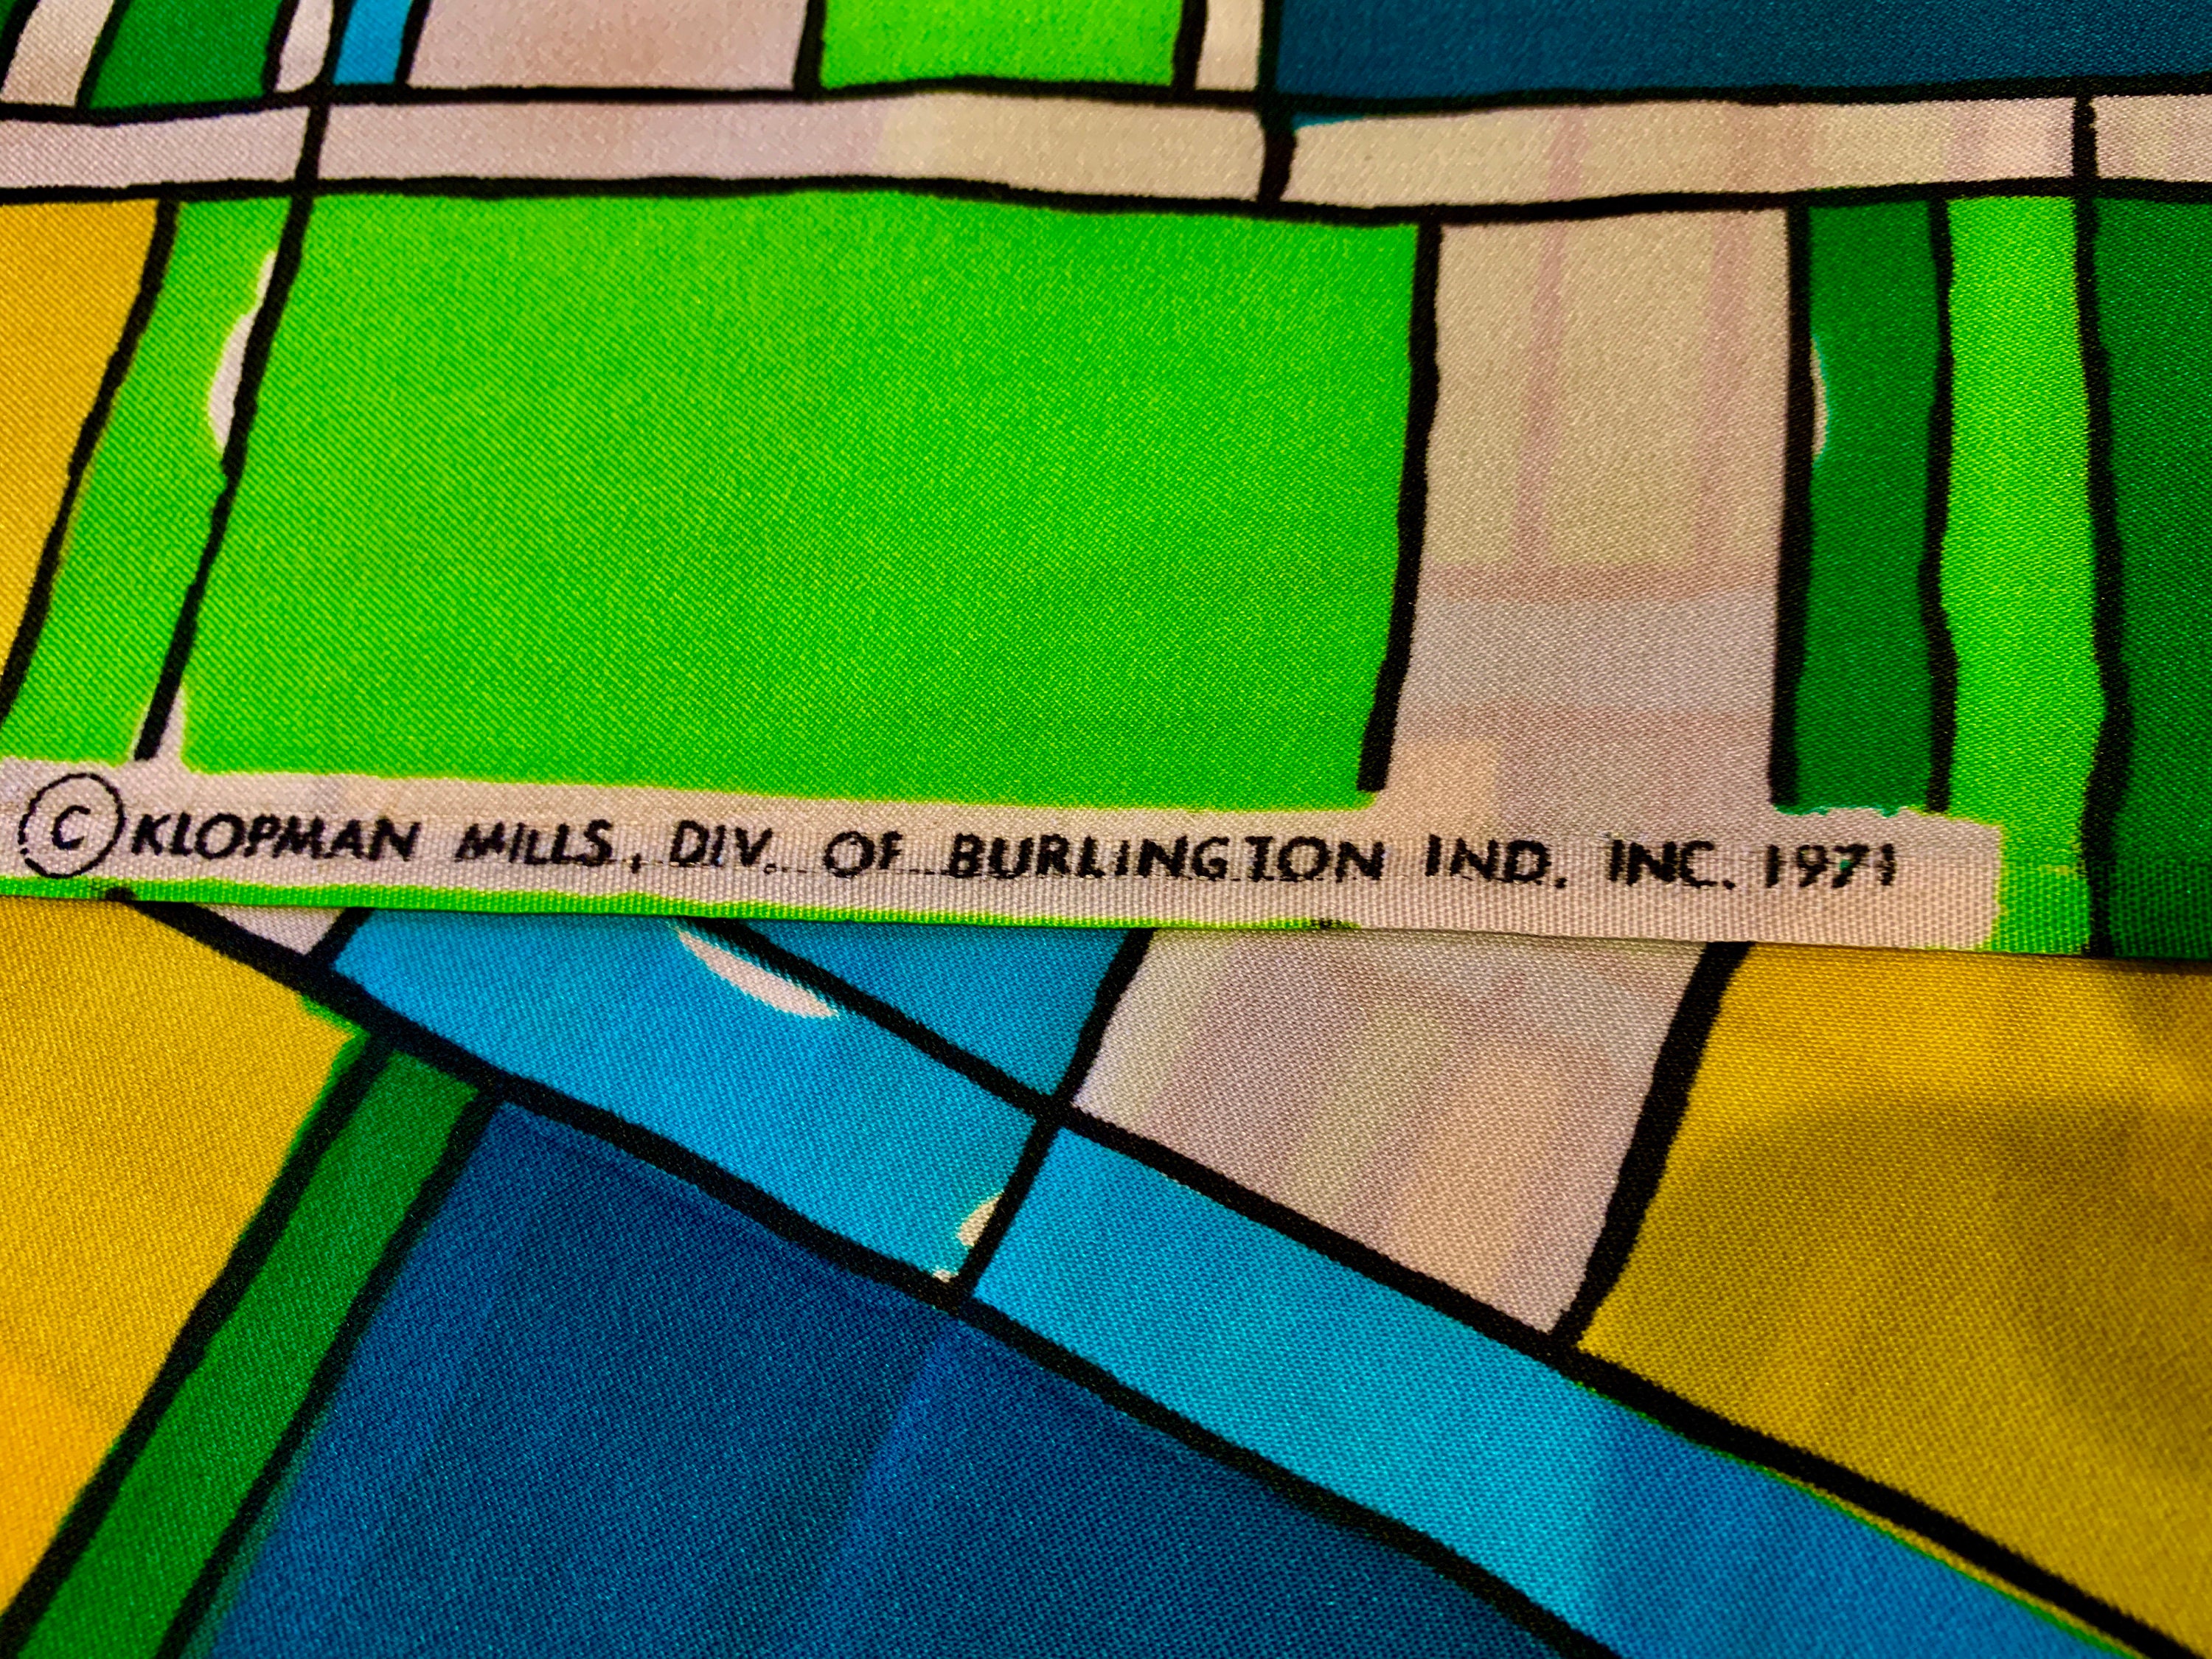 © KLOPMAN MILLS, DIV. OF BURLINGTON IND. INC. 1971